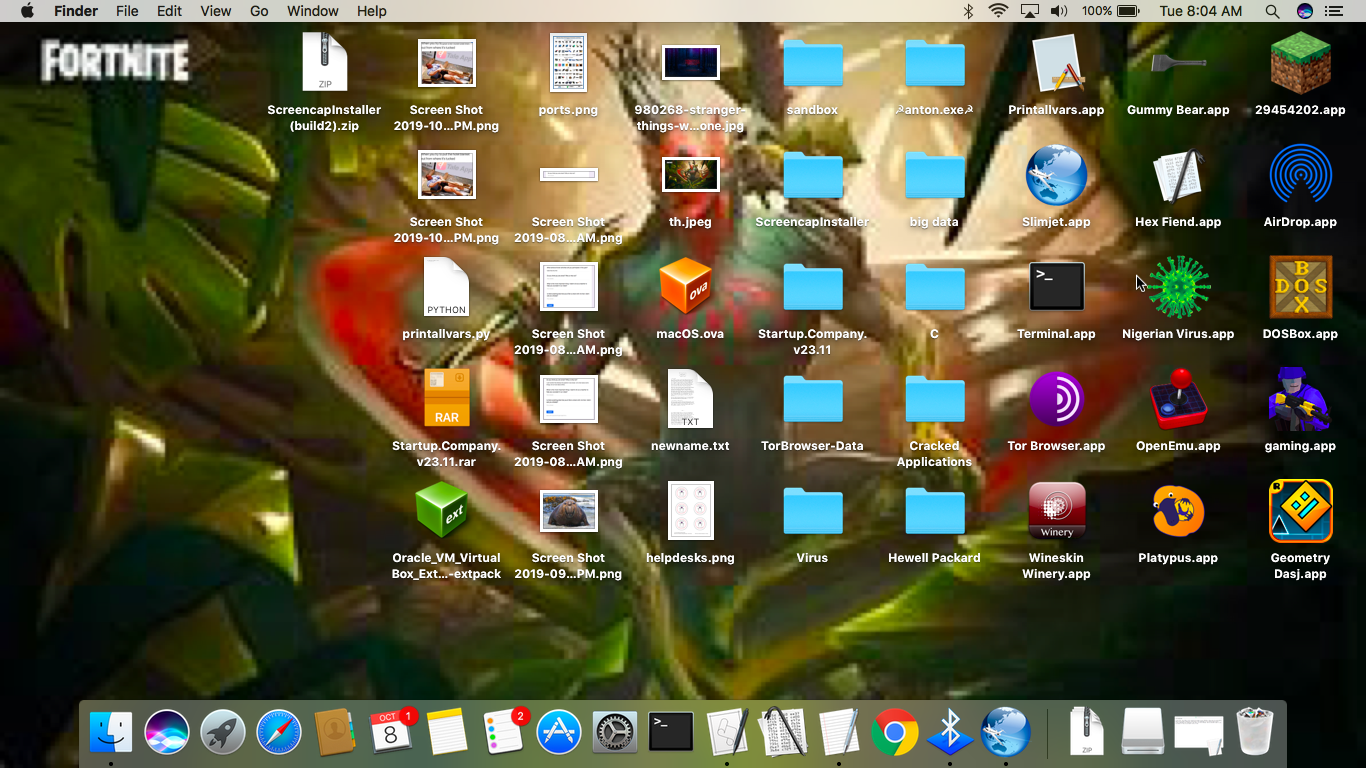 Finder File Edit View Go Window Help 100% Tue 8:04 AM
FORTNITE
ZIP
ScreencapInstaller
(build2).zip
Screen Shot
2019-10...PM.png
ports.png
980268-stranger-
things-w...one.jpg
sandbox
☭anton.exe☭
Printallvars.app
Gummy Bear.app
29454202.app
Screen Shot
2019-10...PM.png
Screen Shot
2019-08...AM.png
th.jpeg
ScreencapInstaller
big data
Slimjet.app
Hex Fiend.app
AirDrop.app
PYTHON
printallvars.py
Screen Shot
2019-08...AM.png
ova
macOS.ova
Startup.Company.
v23.11
C
>_
Terminal.app
Nigerian Virus.app
B
DOS
X
DOSBox.app
RAR
Startup.Company.
v23.11.rar
Screen Shot
2019-08...AM.png
TXT
newname.txt
TorBrowser-Data
Cracked
Applications
Tor Browser.app
OpenEmu.app
gaming.app
ext
Oracle_VM_Virtual
Box_Ext...-extpack
Screen Shot
2019-09...PM.png
helpdesks.png
Virus
Hewell Packard
Winery
Wineskin
Winery.app
Platypus.app
R
Geometry
Dasj.app
OCT 1
8
2
>_
ZIP